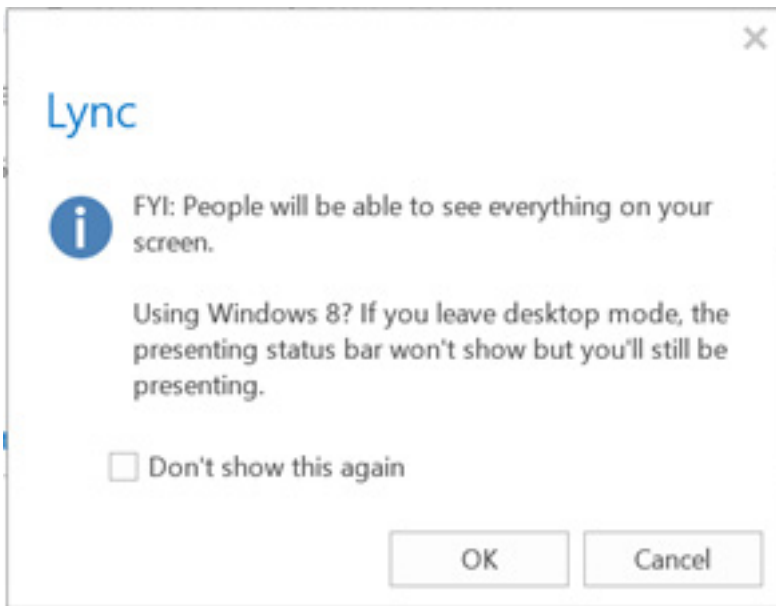 Lync
FYI: People will be able to see everything on your
screen.
Using Windows 8? If you leave desktop mode, the
presenting status bar won't show but you'll still be
presenting.
Don't show this again
OK
Cancel